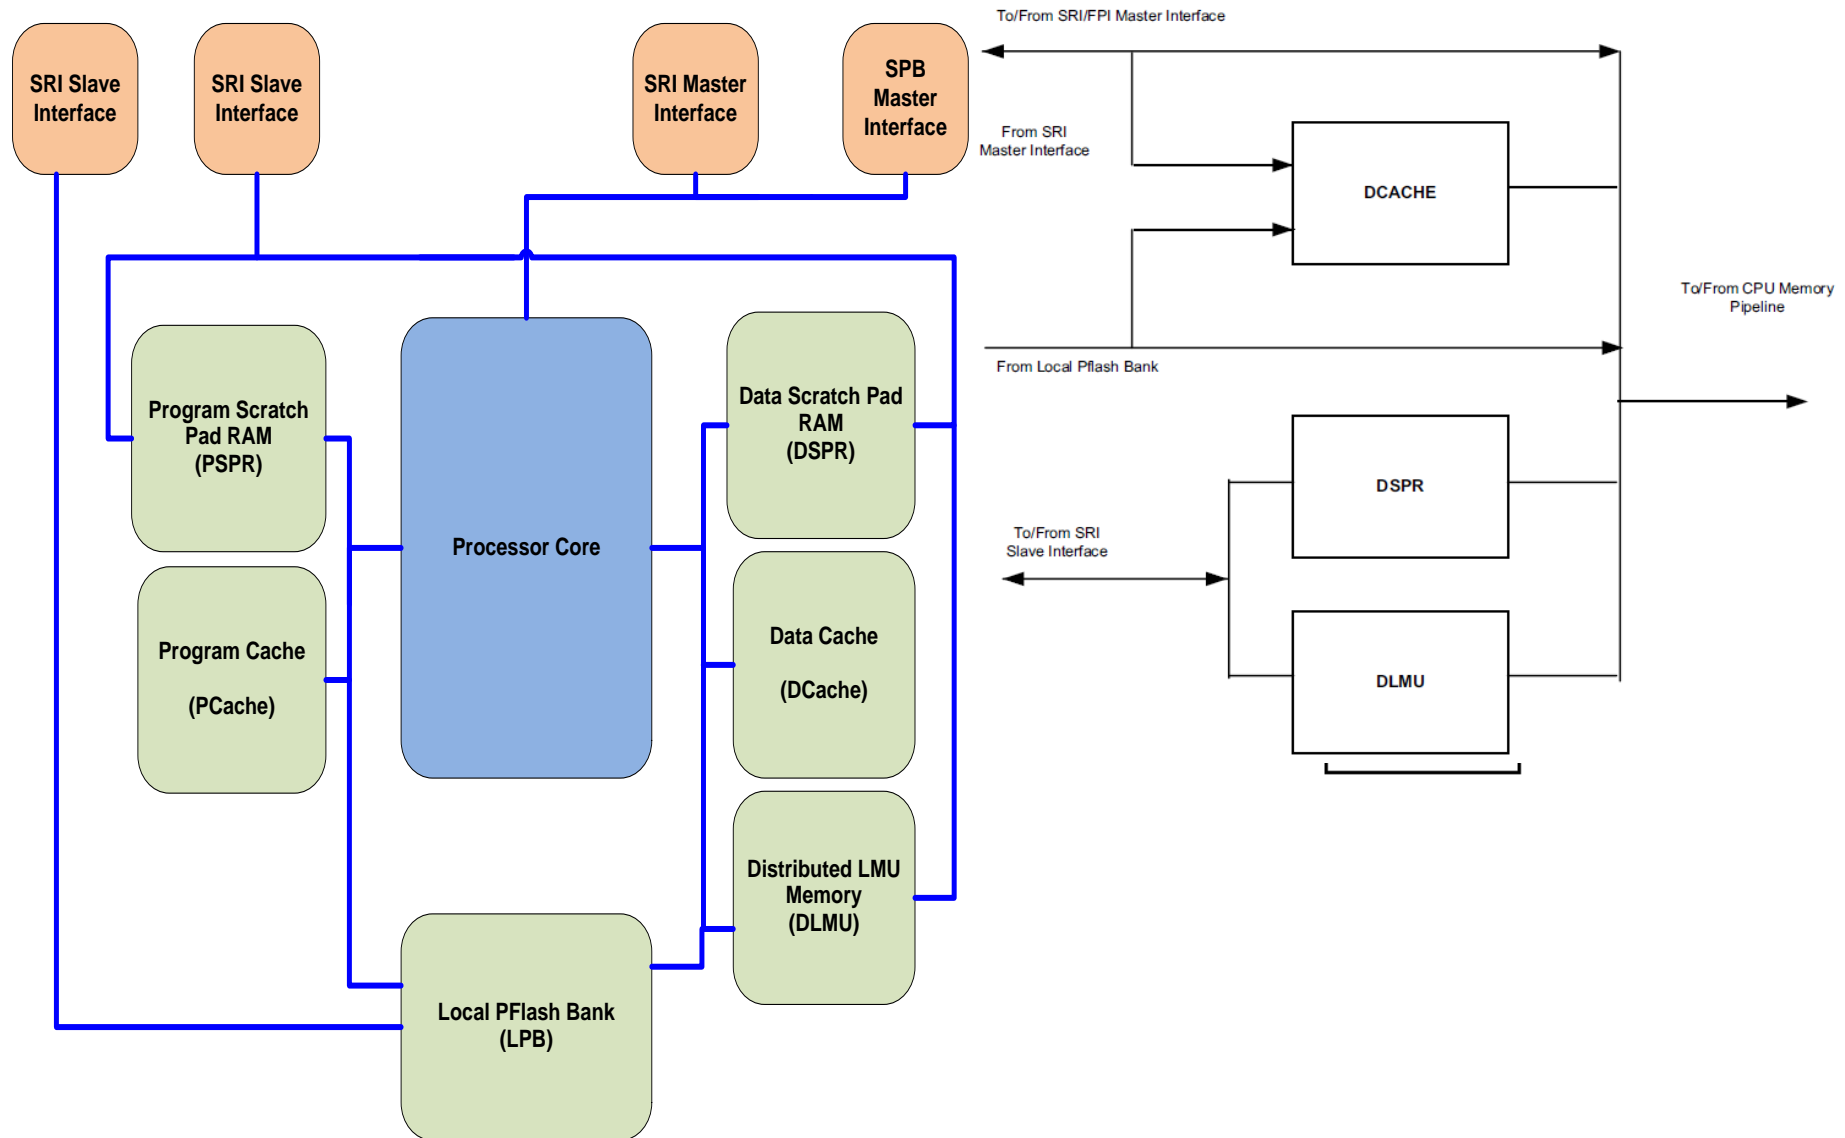 SRI Slave
Interface
SRI Slave
Interface
SRI Master
Interface
SPB
Master
Interface
Program Scratch
Pad RAM
(PSPR)
Processor Core
Data Scratch Pad
RAM
(DSPR)
Program Cache
(PCache)
Data Cache
(DCache)
Distributed LMU
Memory
(DLMU)
Local PFlash Bank
(LPB)
To/From SRI/FPI Master Interface
From SRI
Master Interface
DCACHE
To/From CPU Memory
Pipeline
From Local Pflash Bank
DSPR
To/From SRI
Slave Interface
DLMU